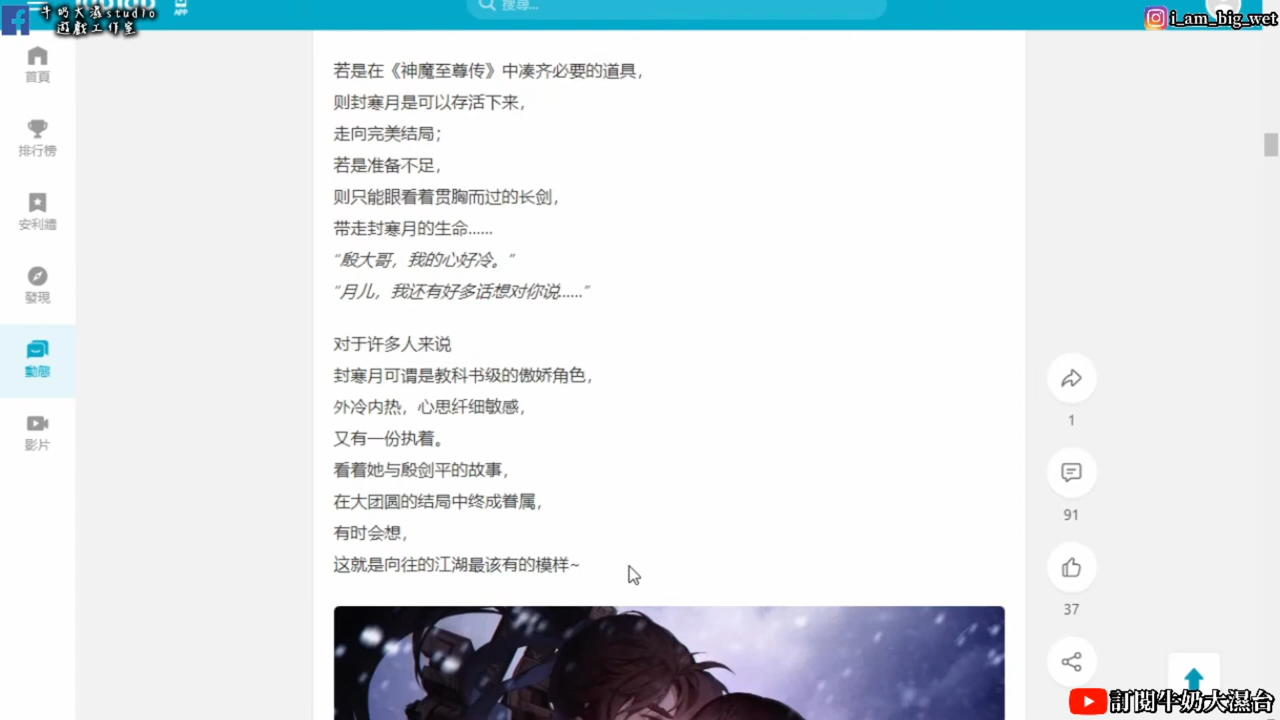 牛奶大濕studio
遊戲工作室
搜尋...
i_am_big_wet
首頁
排行榜
安利牆
發現
動態
影片
若是在《神魔至尊传》中凑齐必要的道具，
则封寒月是可以存活下来，
走向完美结局；
若是准备不足，
则只能眼看着贯胸而过的长剑，
带走封寒月的生命......
“殷大哥，我的心好冷。”
“月儿，我还有好多话想对你说......”
对于许多人来说
封寒月可谓是教科书级的傲娇角色，
外冷内热，心思纤细敏感，
又有一份执着。
看着她与殷剑平的故事，
在大团圆的结局中终成眷属，
有时会想，
这就是向往的江湖最该有的模样~
1
91
37
訂閱牛奶大濕台